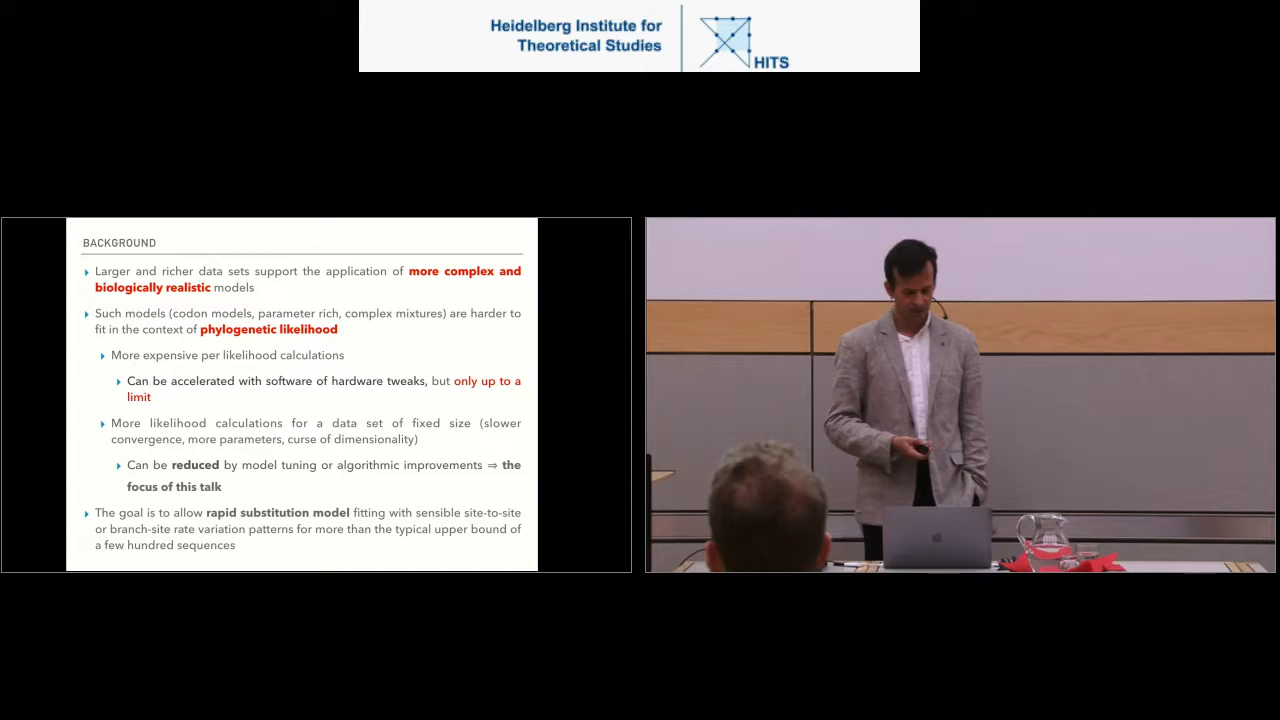 Heidelberg Institute for
Theoretical Studies
HITS
BACKGROUND
Larger and richer data sets support the application of more complex and
biologically realistic models
Such models (codon models, parameter rich, complex mixtures) are harder to
fit in the context of phylogenetic likelihood
More expensive per likelihood calculations
Can be accelerated with software of hardware tweaks, but only up to a
limit
More likelihood calculations for a data set of fixed size (slower
convergence, more parameters, curse of dimensionality)
Can be reduced by model tuning or algorithmic improvements ⇒ the
focus of this talk
The goal is to allow rapid substitution model fitting with sensible site-to-site
or branch-site rate variation patterns for more than the typical upper bound of
a few hundred sequences